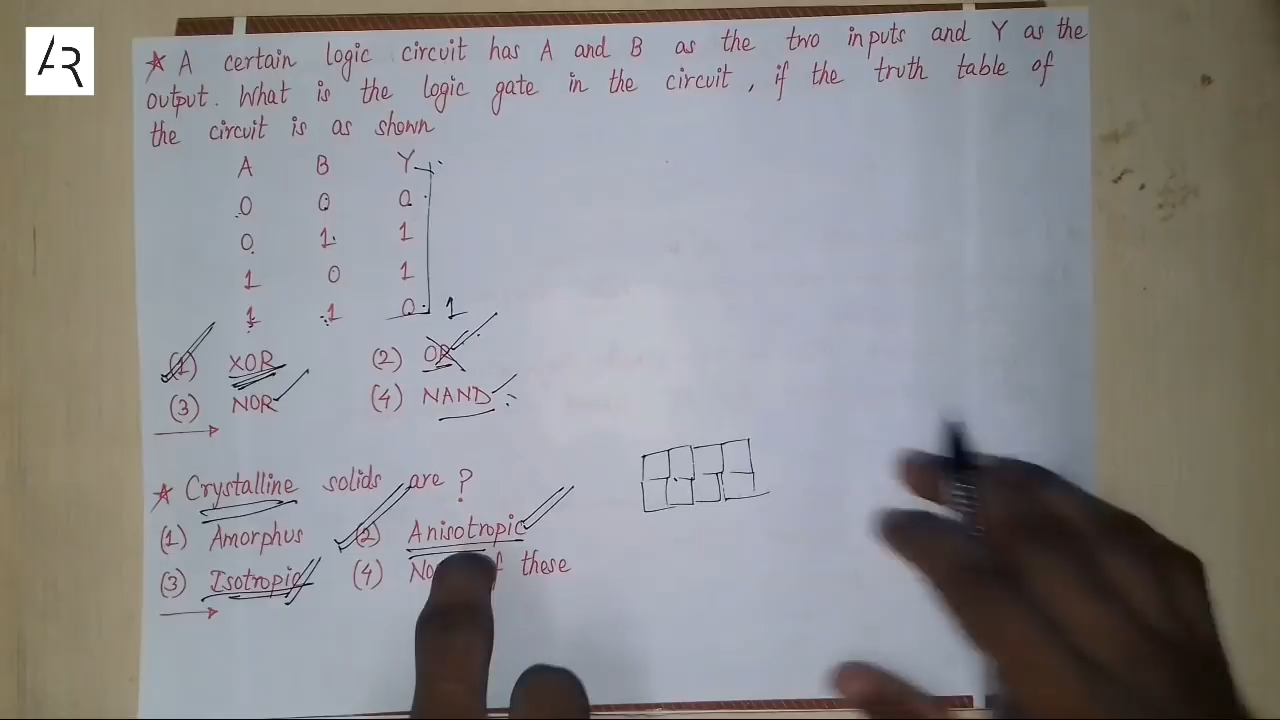 AR
★ A certain logic circuit has A and B as the two inputs and Y as the
output. What is the logic gate in the circuit, if the truth table of
the circuit is as shown
A B Y
0 0 0
0 1 1
1 0 1
1 1 0 1
(1) XOR (2) OR
(3) NOR (4) NAND
★ Crystalline solids are ?
(1) Amorphus (2) Anisotropic
(3) Isotropic (4) these